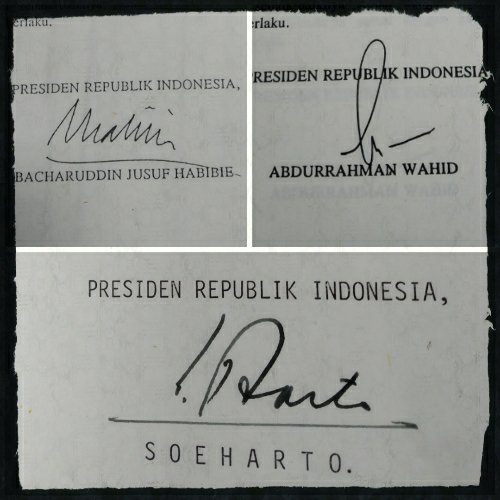 erlaku.
PRESIDEN REPUBLIK INDONESIA,
BACHARUDDIN JUSUF HABIBIE
erlaku.
PRESIDEN REPUBLIK INDONESIA,
ABDURRAHMAN WAHID
PRESIDEN REPUBLIK INDONESIA,
SOEHARTO.